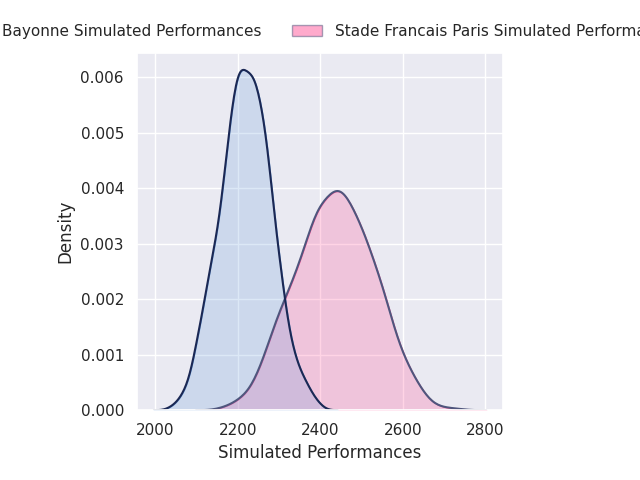 Bayonne Simulated Performances Stade Francais Paris Simulated Performa
0.006
0.005
0.004
0.003
0.002
0.001
0.000
Density
2000 2200 2400 2600 2800
Simulated Performances